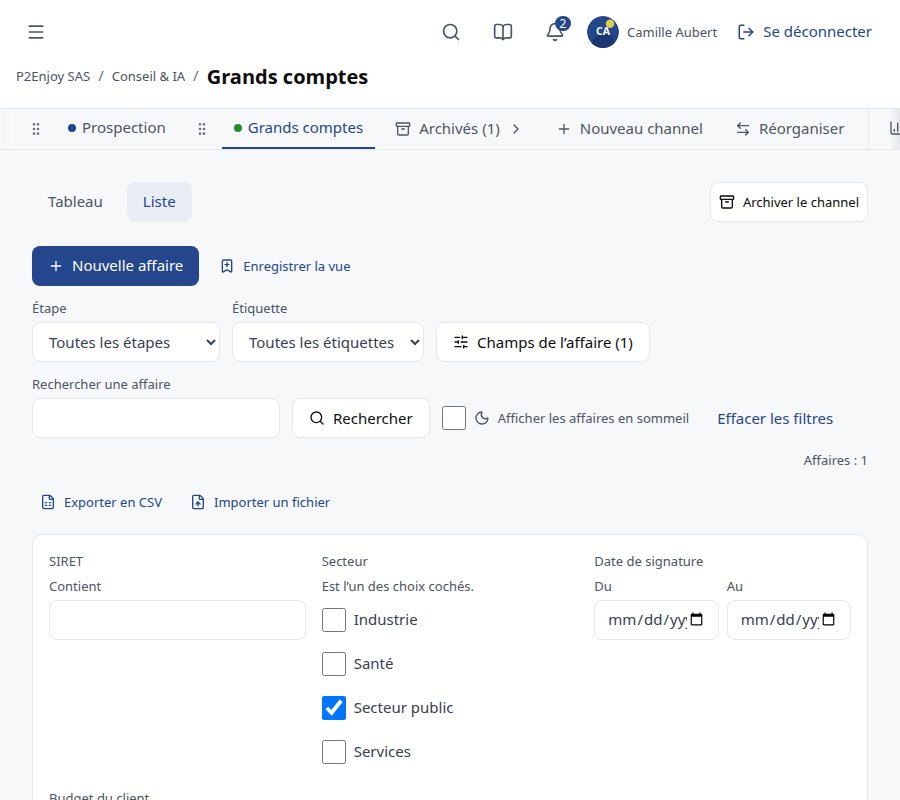 2
CA
Camille Aubert
Se déconnecter
P2Enjoy SAS / Conseil & IA / Grands comptes
Prospection
Grands comptes
Archivés (1)
Nouveau channel
Réorganiser
Tableau
Liste
Archiver le channel
Nouvelle affaire
Enregistrer la vue
Étape
Étiquette
Toutes les étapes
Toutes les étiquettes
Champs de l’affaire (1)
Rechercher une affaire
Rechercher
Afficher les affaires en sommeil
Effacer les filtres
Affaires : 1
Exporter en CSV
Importer un fichier
SIRET
Secteur
Date de signature
Contient
Est l’un des choix cochés.
Du
Au
Industrie
mm/dd/yy
mm/dd/yy
Santé
Secteur public
Services
Budget du client